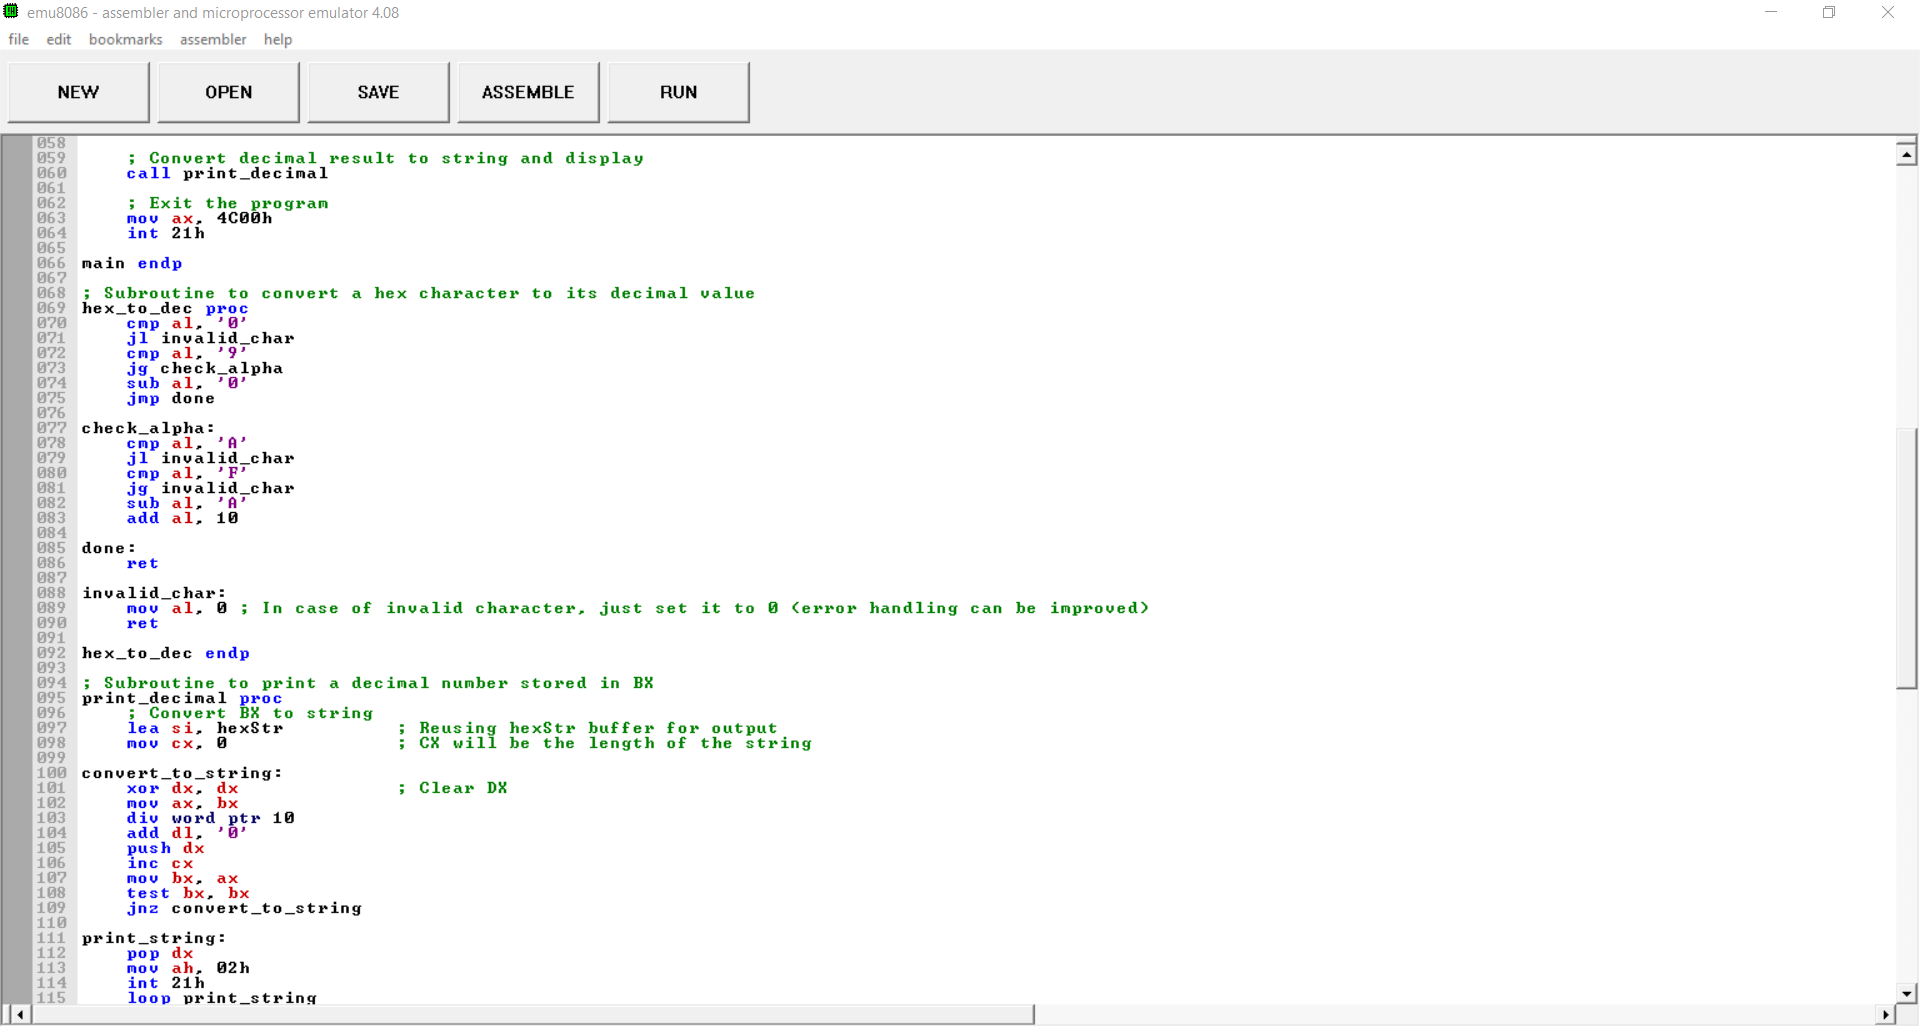 emu8086 - assembler and microprocessor emulator 4.08
file edit bookmarks assembler help
NEW OPEN SAVE ASSEMBLE RUN
058
059 ; Convert decimal result to string and display
060 call print_decimal
061
062 ; Exit the program
063 mov ax, 4C00h
064 int 21h
065
066 main endp
067
068 ; Subroutine to convert a hex character to its decimal value
069 hex_to_dec proc
070 cmp al, '0'
071 jl invalid_char
072 cmp al, '9'
073 jg check_alpha
074 sub al, '0'
075 jmp done
076
077 check_alpha:
078 cmp al, 'A'
079 jl invalid_char
080 cmp al, 'F'
081 jg invalid_char
082 sub al, 'A'
083 add al, 10
084
085 done:
086 ret
087
088 invalid_char:
089 mov al, 0 ; In case of invalid character, just set it to 0 (error handling can be improved)
090 ret
091
092 hex_to_dec endp
093
094 ; Subroutine to print a decimal number stored in BX
095 print_decimal proc
096 ; Convert BX to string
097 lea si, hexStr ; Reusing hexStr buffer for output
098 mov cx, 0 ; CX will be the length of the string
099
100 convert_to_string:
101 xor dx, dx ; Clear DX
102 mov ax, bx
103 div word ptr 10
104 add dl, '0'
105 push dx
106 inc cx
107 mov bx, ax
108 test bx, bx
109 jnz convert_to_string
110
111 print_string:
112 pop dx
113 mov ah, 02h
114 int 21h
115 loop print_string